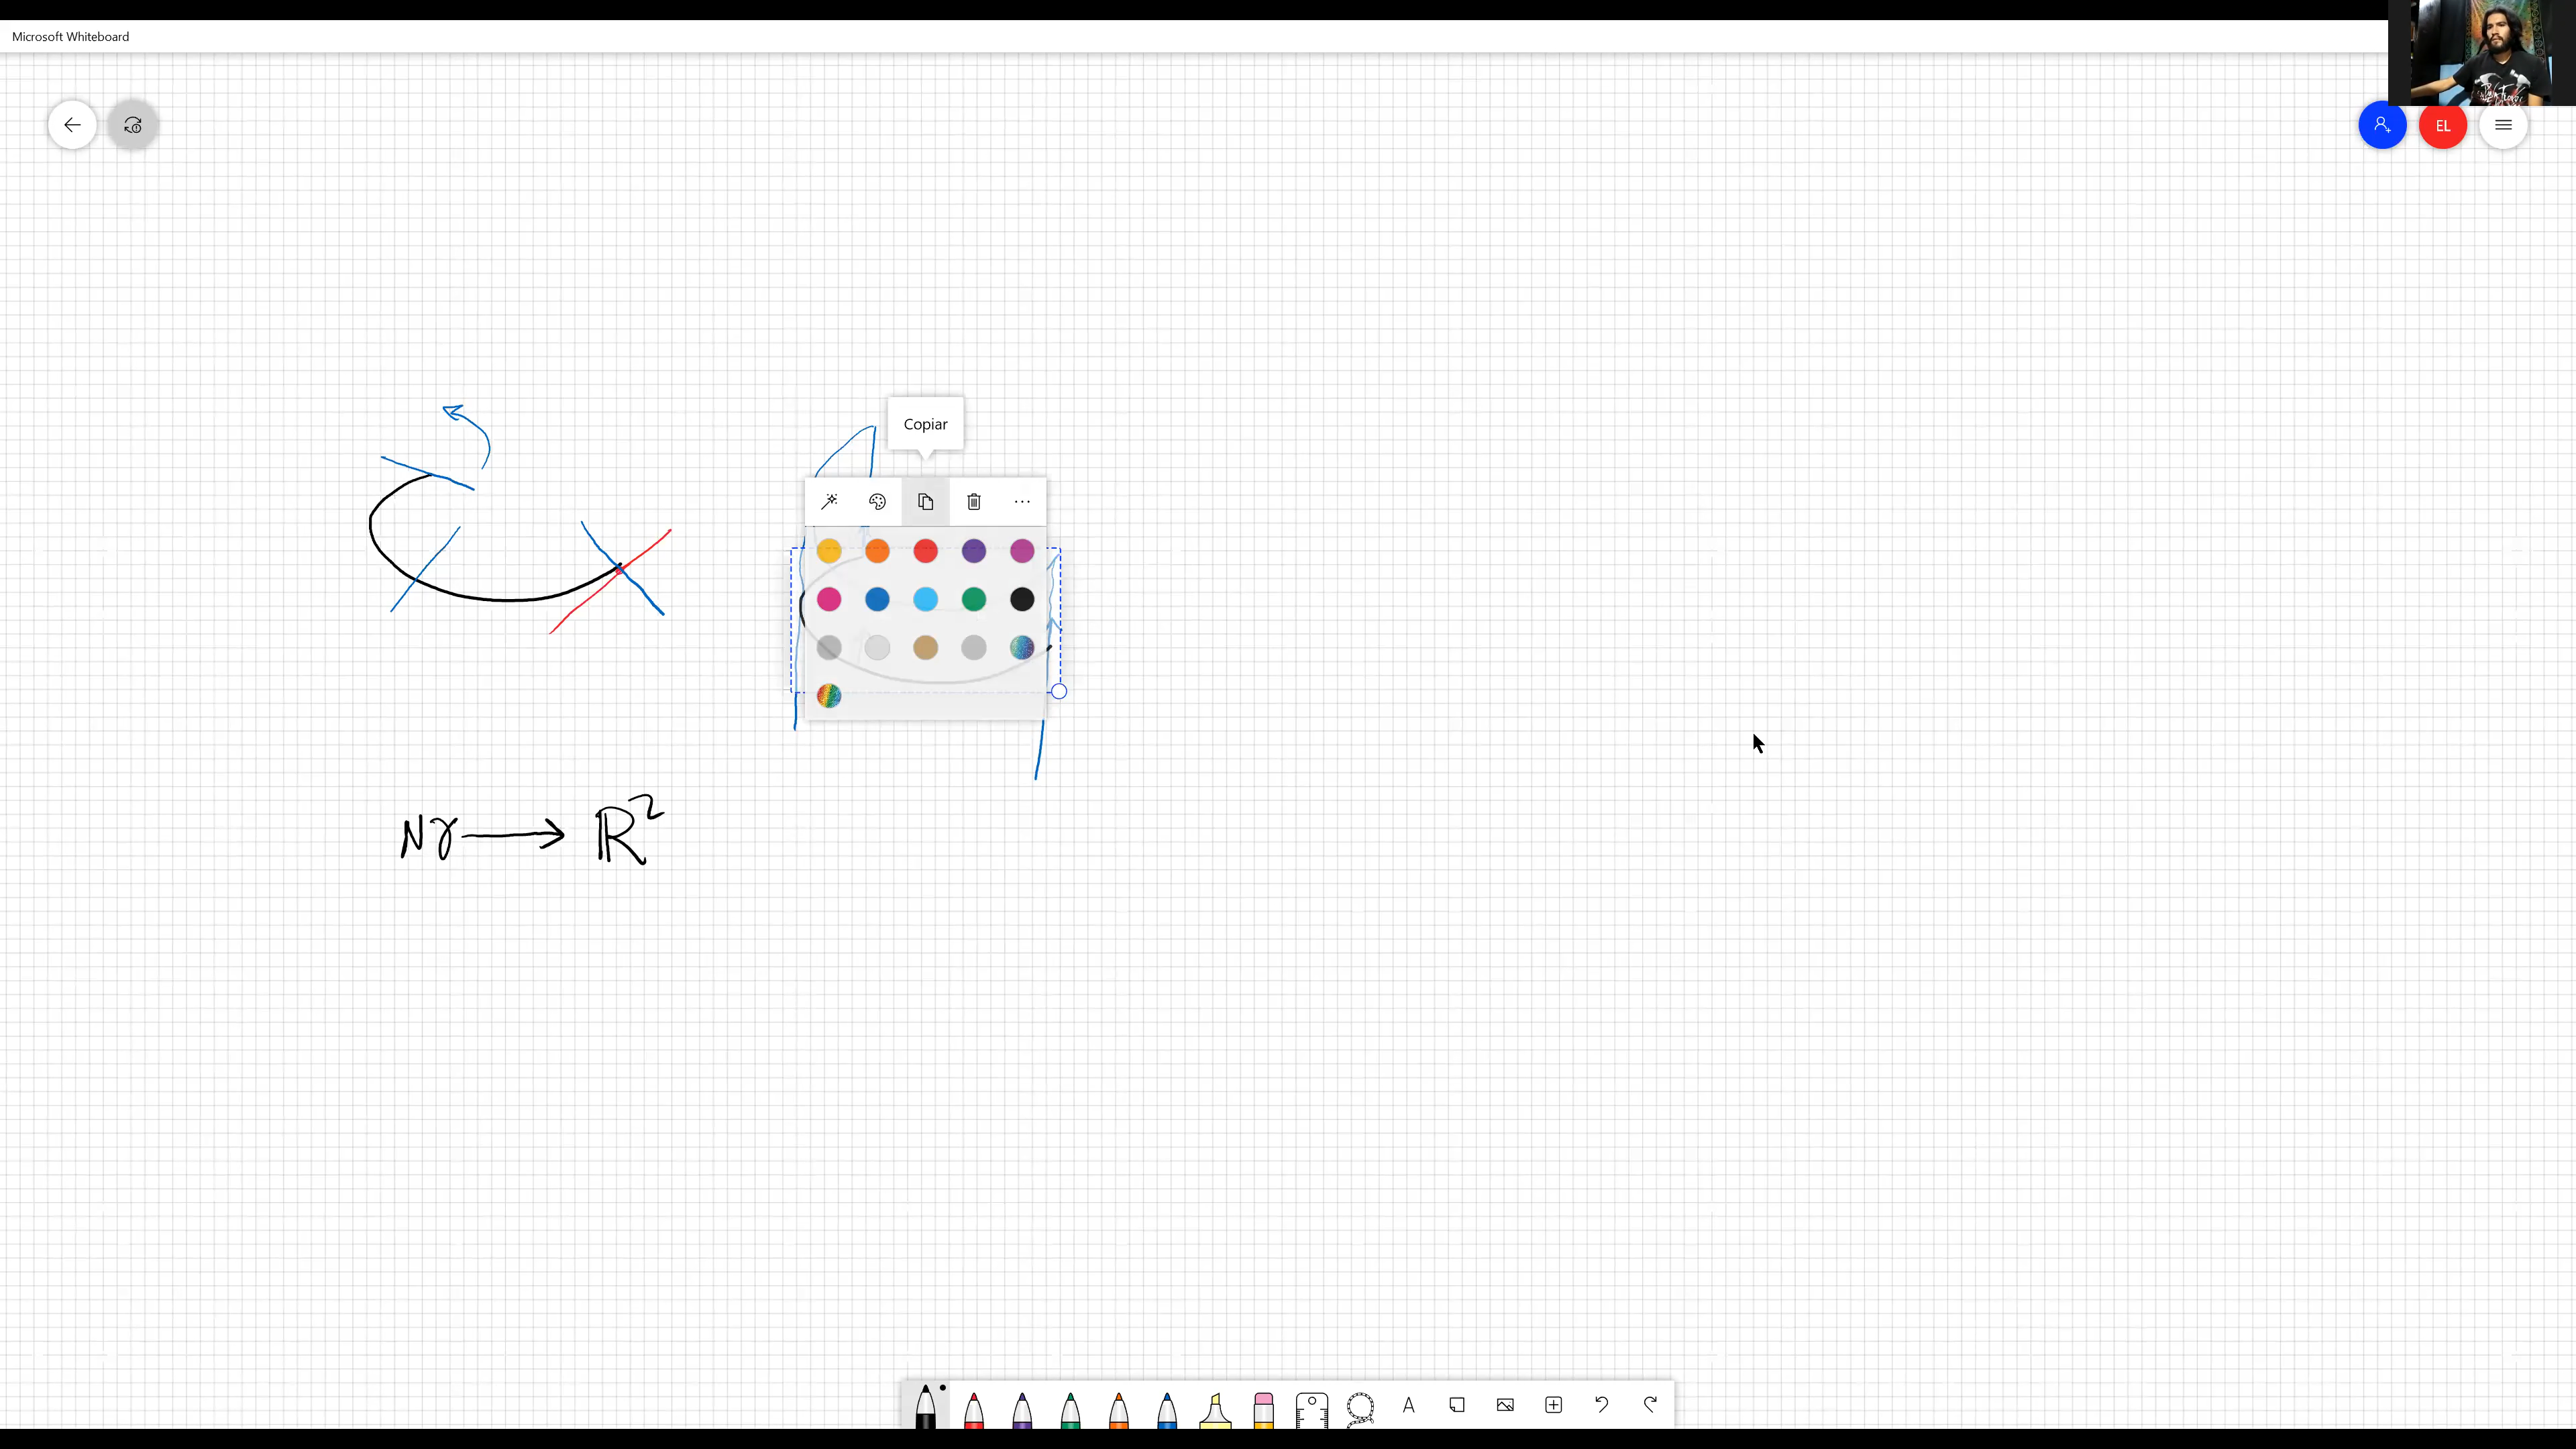 Microsoft Whiteboard
EL
Copiar
Nγ → ℝ²
A